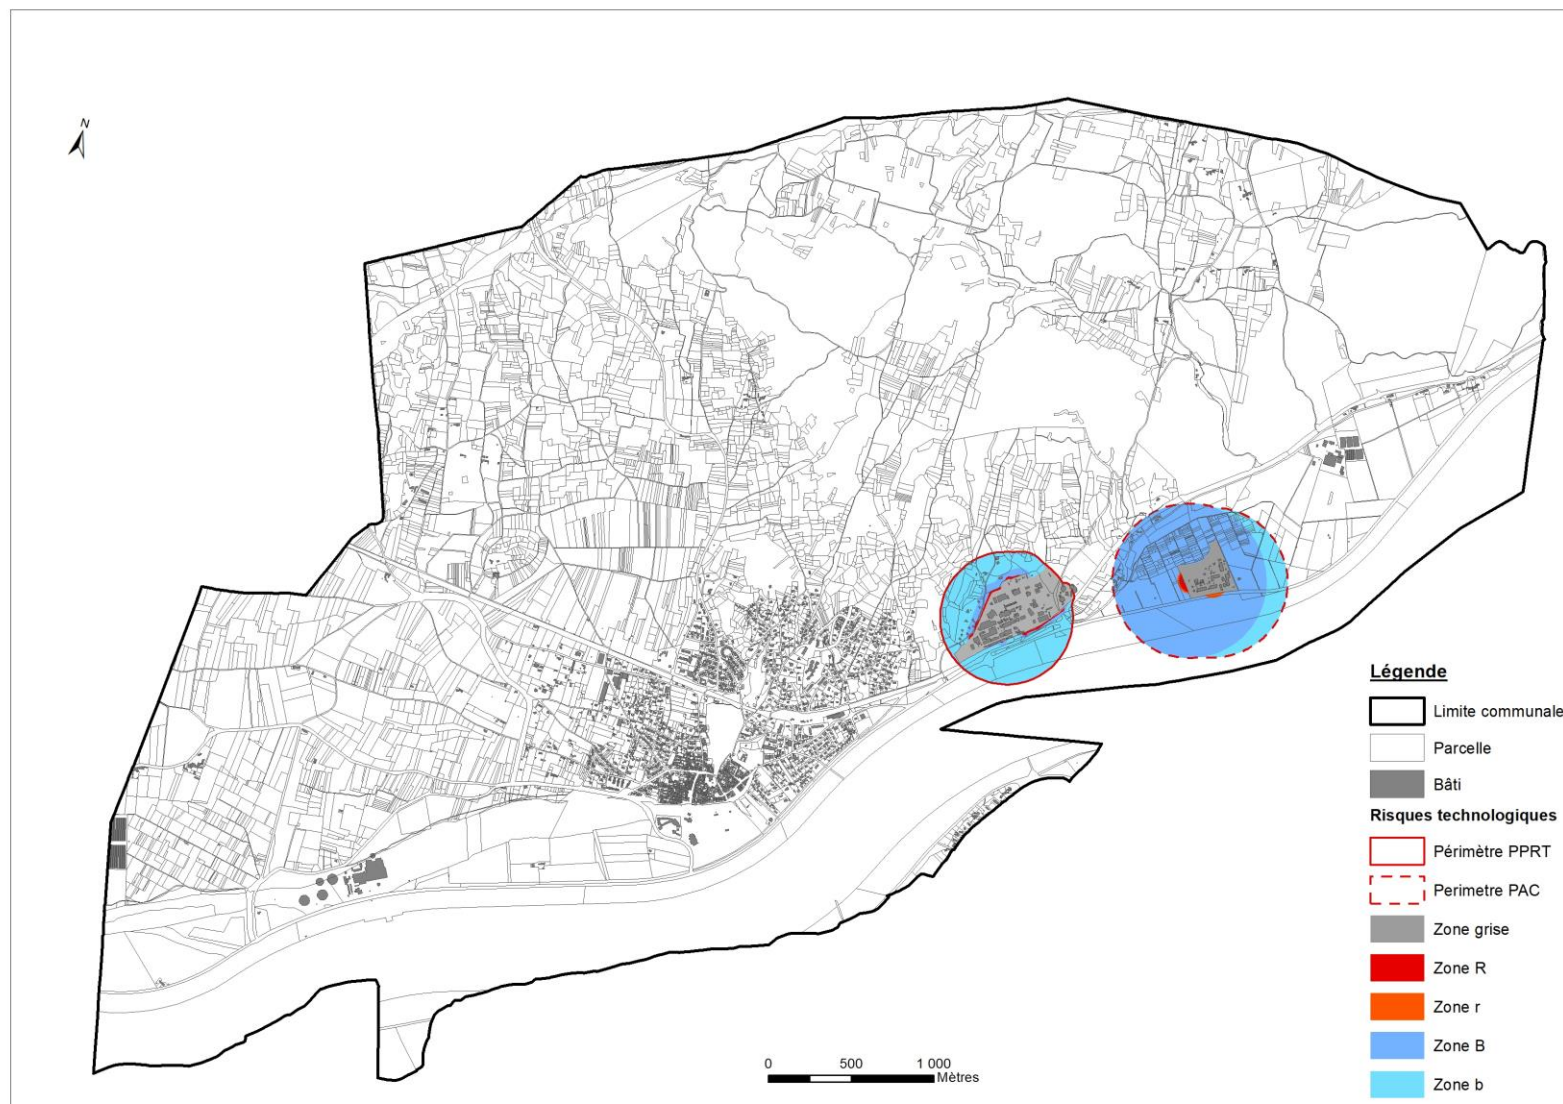 N
Légende
Limite communale
Parcelle
Bâti
Risques technologiques
Périmètre PPRT
Perimetre PAC
Zone grise
Zone R
Zone r
Zone B
Zone b
0 500 1 000
Mètres